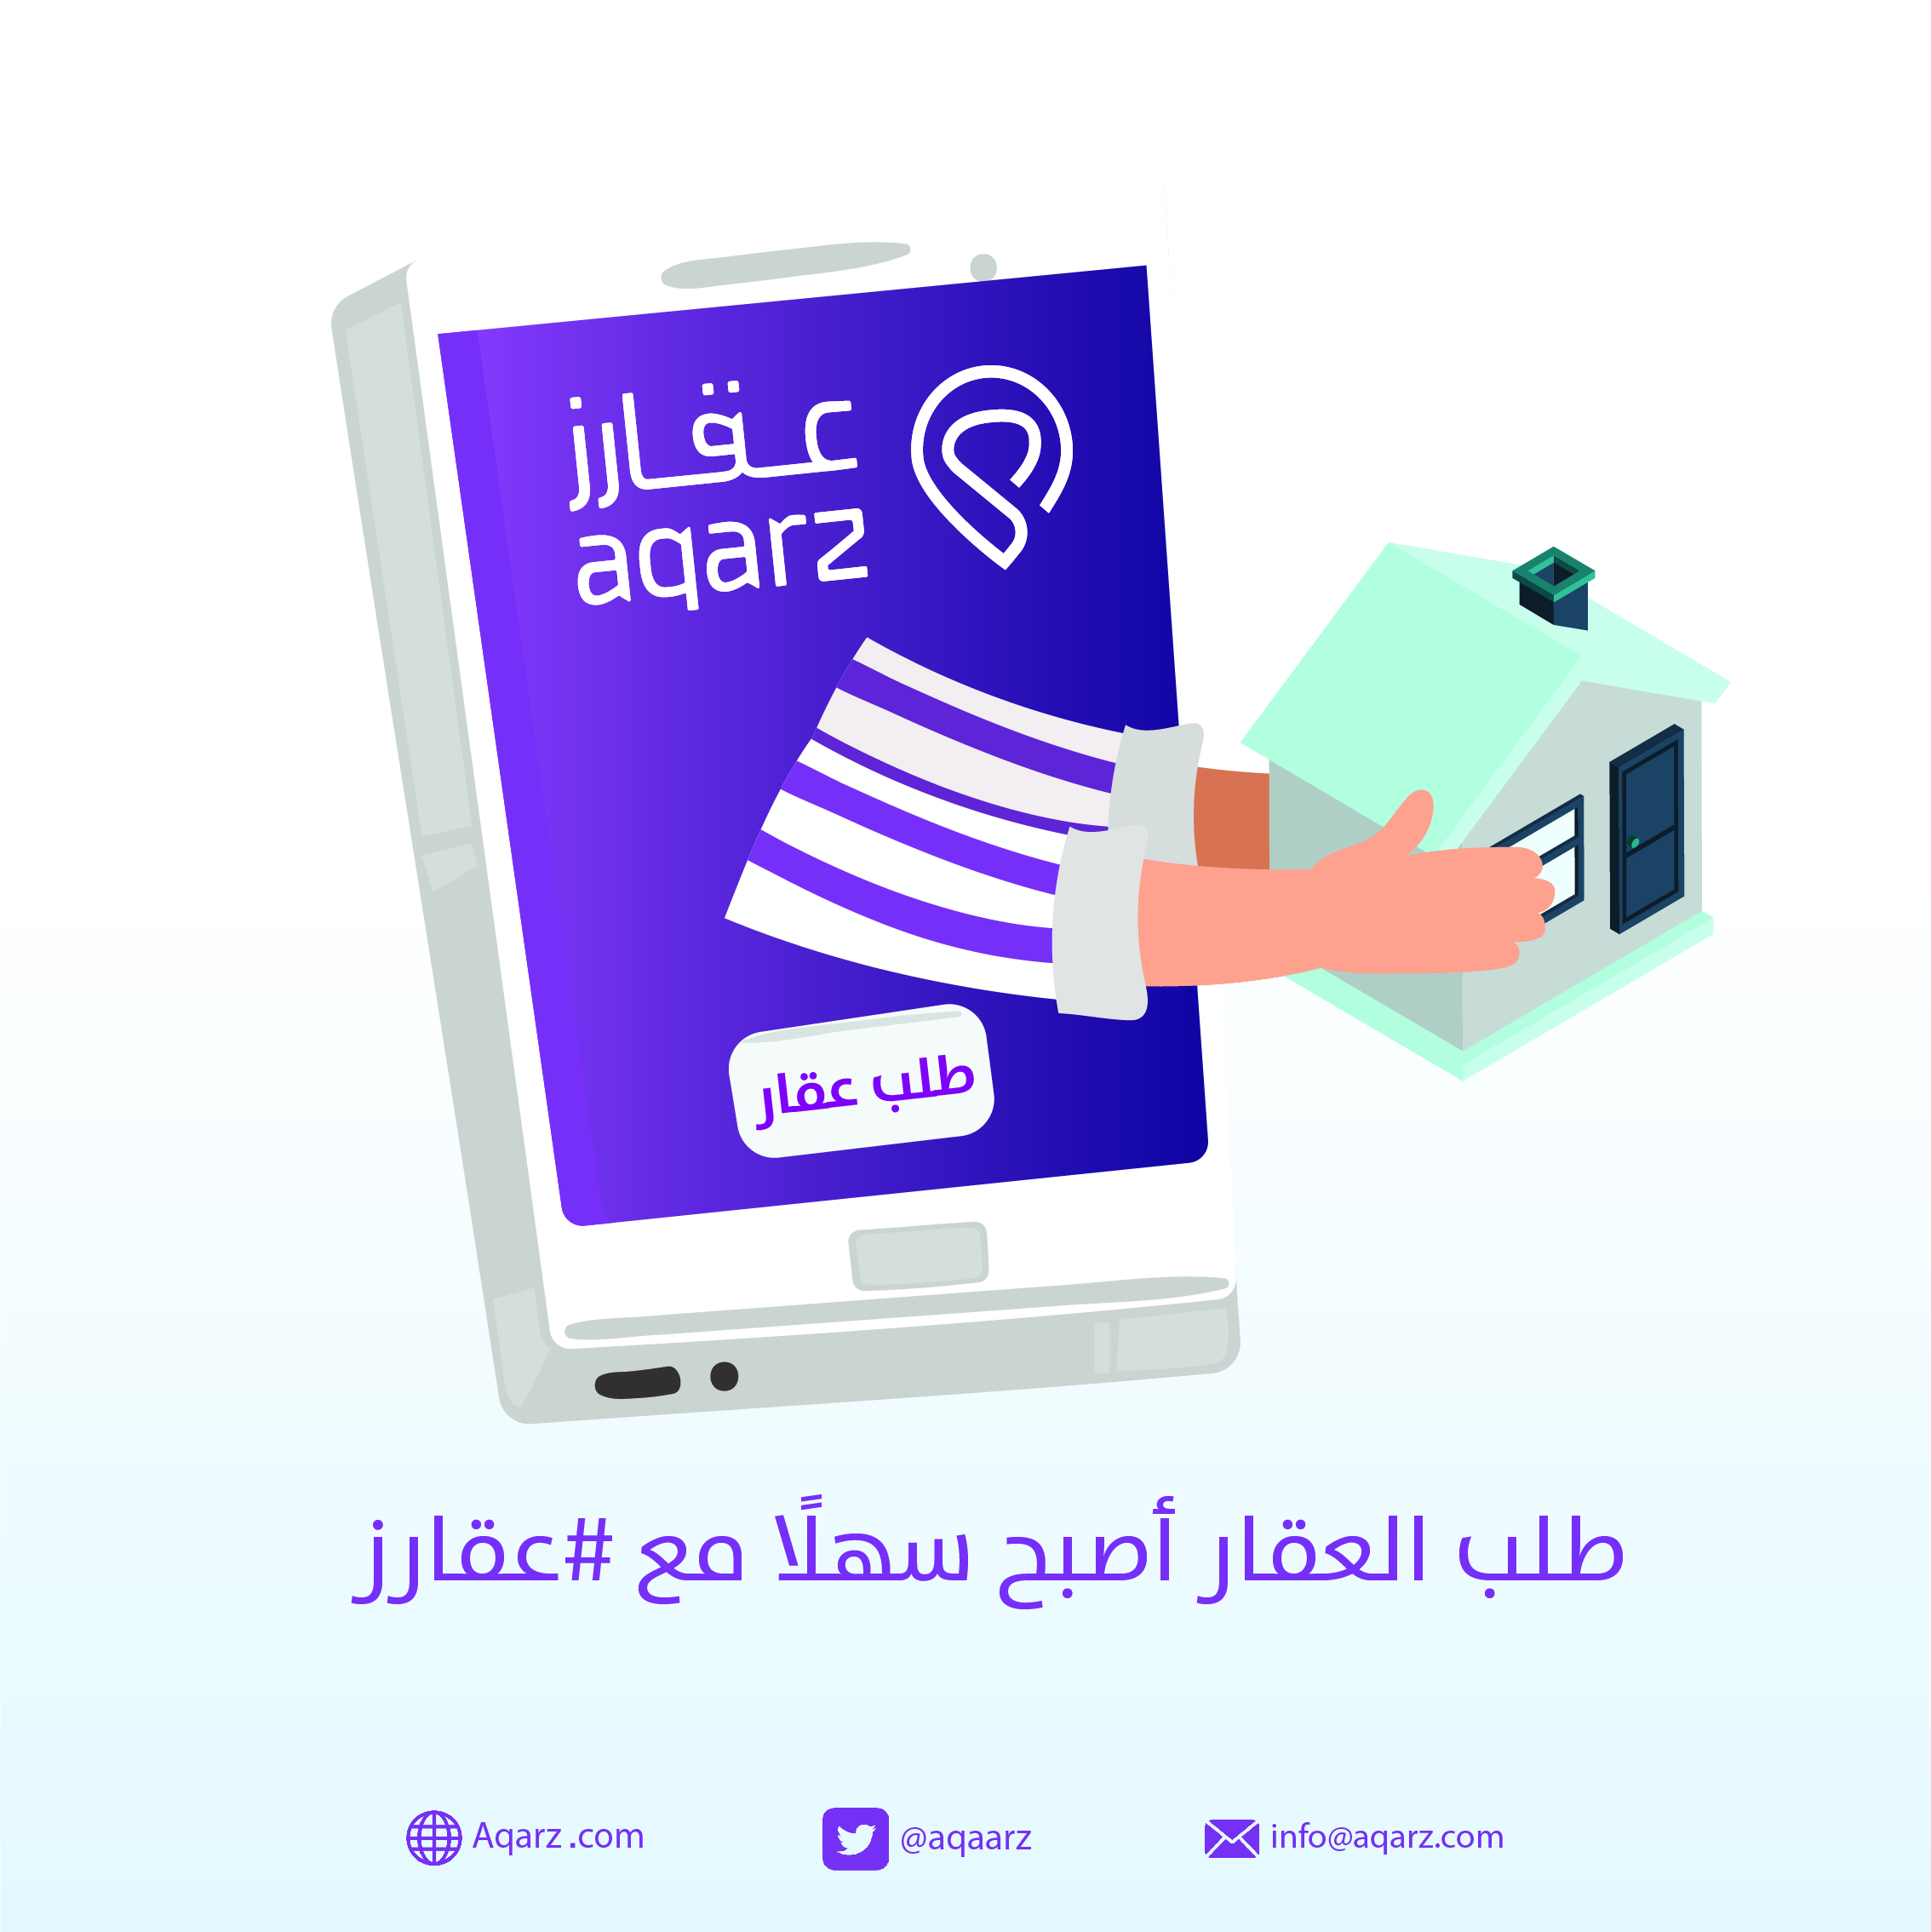 عقارز
aqarz
طلب عقار
طلب العقار أصبح سهلًا مع #عقارز
Aqarz .com
@aqaarz
info@aqarz.com